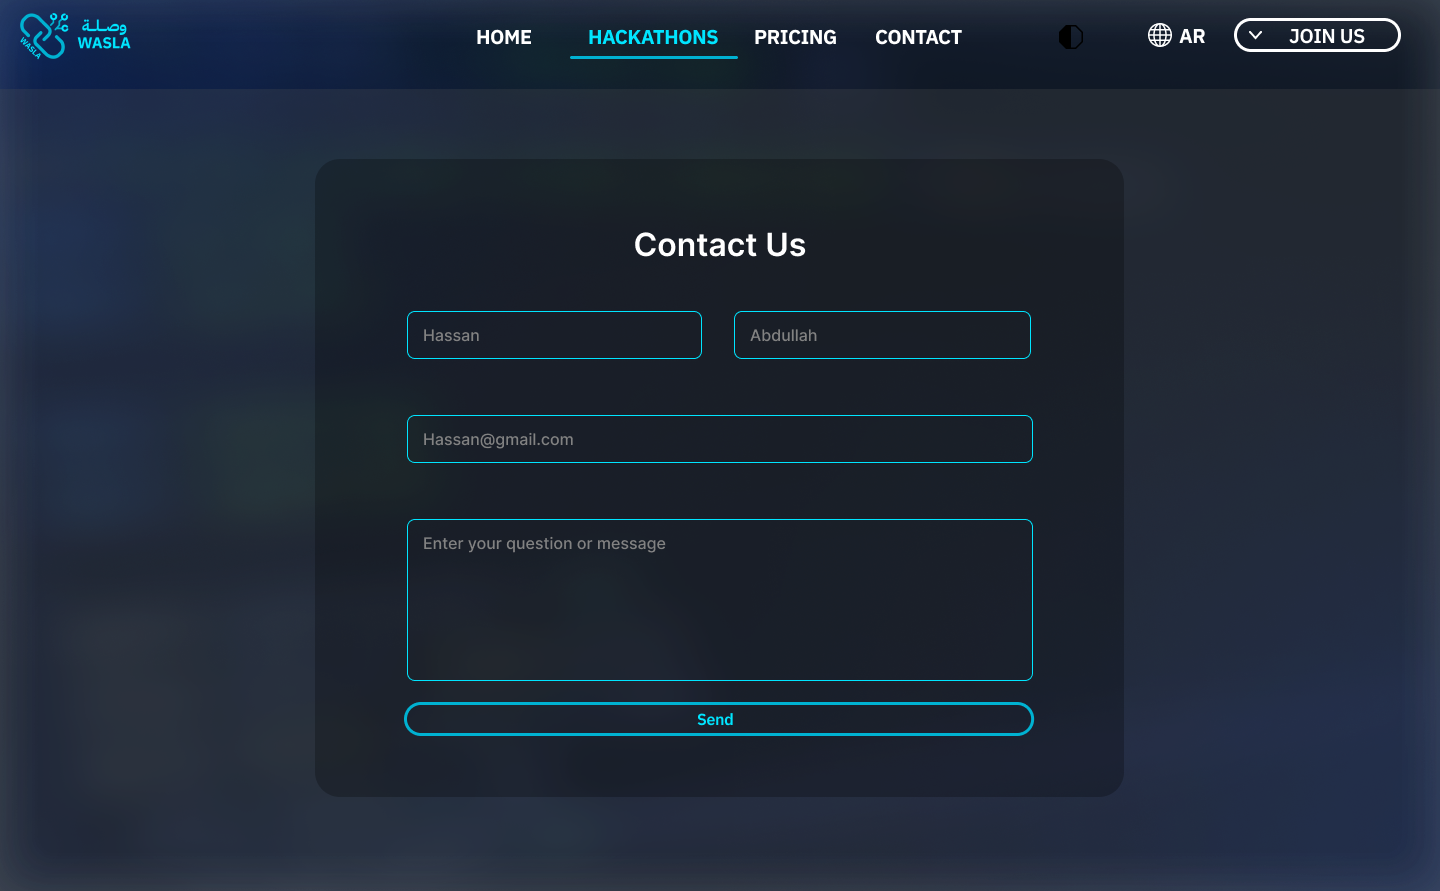 وصلة
WASLA
WASLA
HOME
HACKATHONS
PRICING
CONTACT
AR
JOIN US
Contact Us
Hassan
Abdullah
Hassan@gmail.com
Enter your question or message
Send